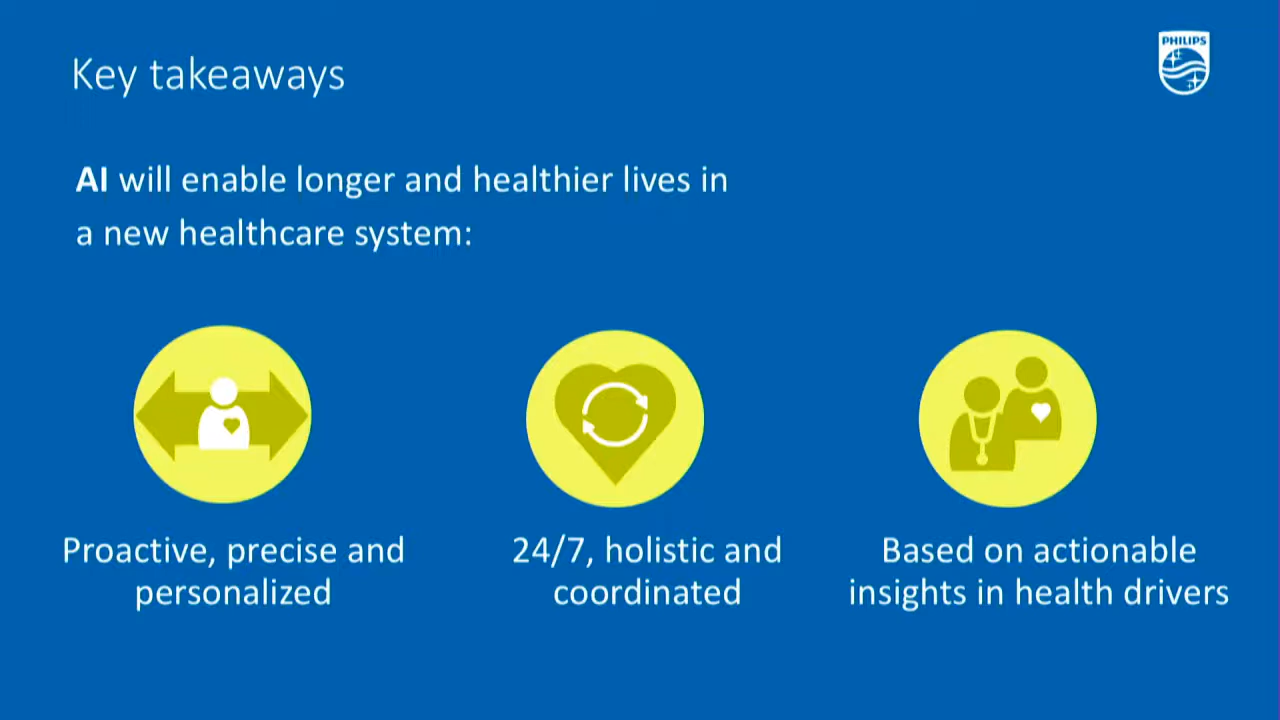 Key takeaways
PHILIPS
AI will enable longer and healthier lives in
a new healthcare system:
Proactive, precise and
personalized
24/7, holistic and
coordinated
Based on actionable
insights in health drivers